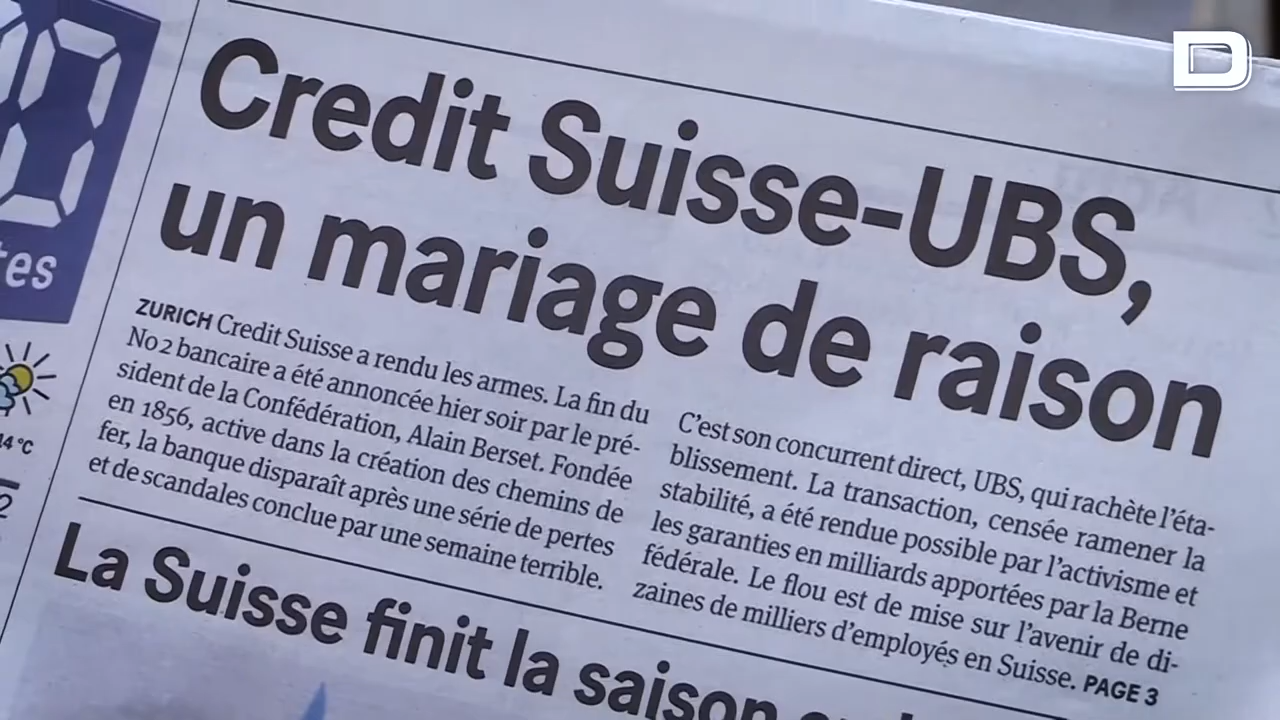 D
tes
14°C
Credit Suisse-UBS,
un mariage de raison
ZURICH Credit Suisse a rendu les armes. La fin du
No 2 bancaire a été annoncée hier soir par le pré-
sident de la Confédération, Alain Berset. Fondée
en 1856, active dans la création des chemins de
fer, la banque disparaît après une série de pertes
et de scandales conclue par une semaine terrible.
C'est son concurrent direct, UBS, qui rachète l'éta-
blissement. La transaction, censée ramener la
stabilité, a été rendue possible par l'activisme et
les garanties en milliards apportées par la Berne
fédérale. Le flou est de mise sur l'avenir de di-
zaines de milliers d'employés en Suisse. PAGE 3
La Suisse finit la saison